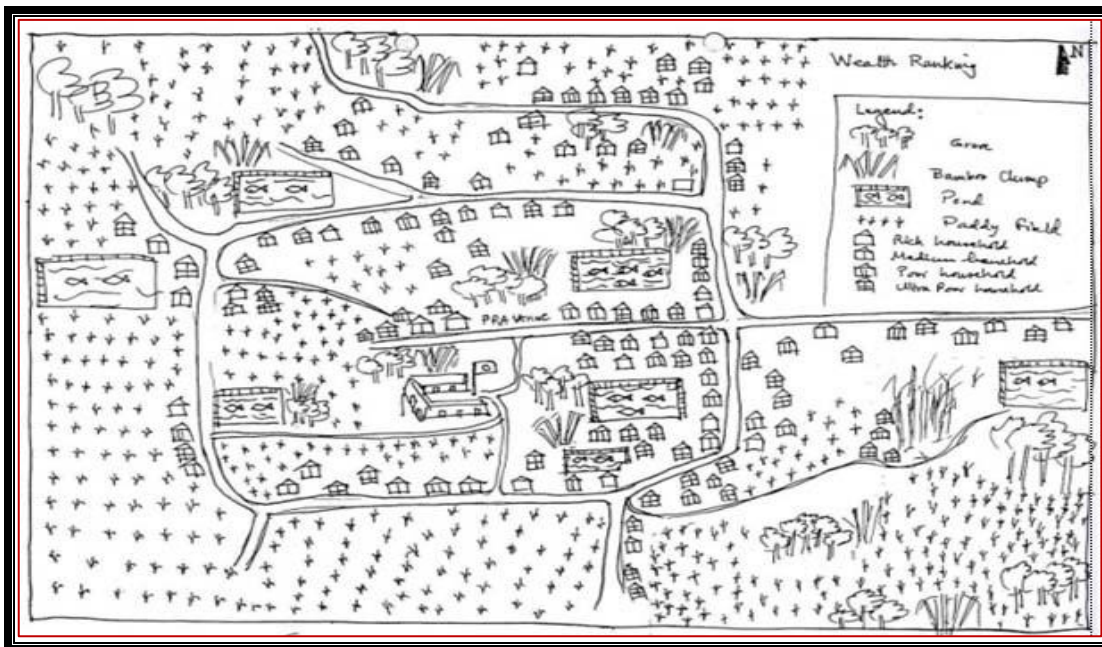 Wealth Ranking
N
Legend:
Grove
Bamboo Clump
Pond
Paddy Field
Rich household
Medium household
Poor household
Ultra Poor household
PRA Venue